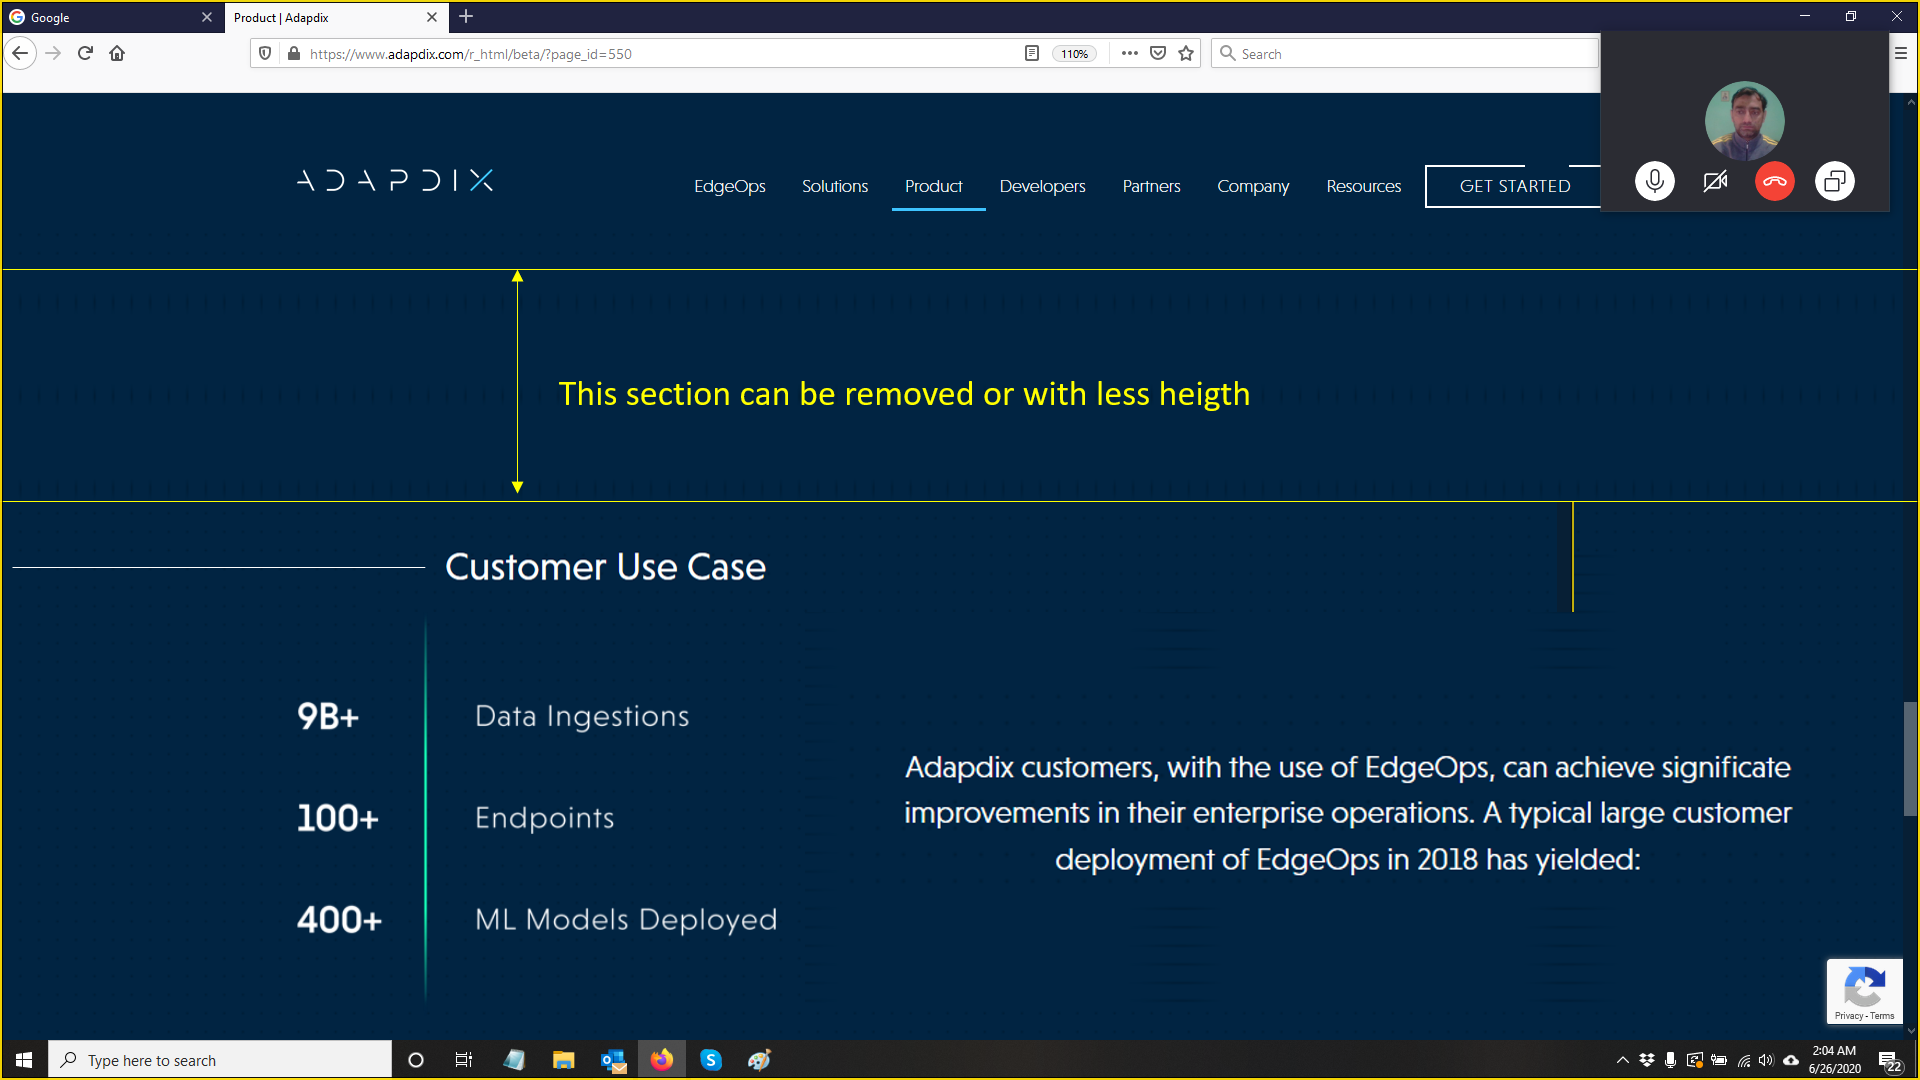 Google
Product | Adapdix
https://www.adapdix.com/r_html/beta/?page_id=550
110%
Search
ADAPDIX
EdgeOps
Solutions
Product
Developers
Partners
Company
Resources
GET STARTED
This section can be removed or with less heigth
Customer Use Case
9B+
Data Ingestions
100+
Endpoints
400+
ML Models Deployed
Adapdix customers, with the use of EdgeOps, can achieve significate
improvements in their enterprise operations. A typical large customer
deployment of EdgeOps in 2018 has yielded:
Privacy - Terms
Type here to search
2:04 AM
6/26/2020
22